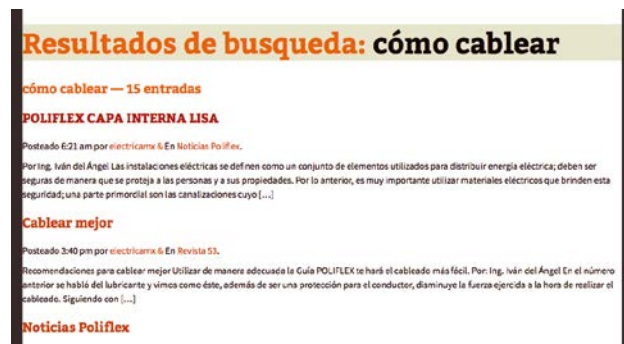 Resultados de busqueda: cómo cablear
cómo cablear — 15 entradas
POLIFLEX CAPA INTERNA LISA
Posteado 6:21 am por electricamx & En Noticias Poliflex.
Por Ing. Iván del Ángel Las instalaciones eléctricas se definen como un conjunto de elementos utilizados para distribuir energía eléctrica; deben ser
seguras de manera que se proteja a las personas y a sus propiedades. Por lo anterior, es muy importante utilizar materiales eléctricos que brinden esta
seguridad; una parte primordial son las canalizaciones cuyo [...]
Cablear mejor
Posteado 3:40 pm por electricamx & En Revista 53.
Recomendaciones para cablear mejor Utilizar de manera adecuada la Guía POLIFLEX te hará el cableado más fácil. Por: Ing. Iván del Ángel En el número
anterior se habló del lubricante y vimos como éste, además de ser una protección para el conductor, disminuye la fuerza ejercida a la hora de realizar el
cableado. Siguiendo con [...]
Noticias Poliflex